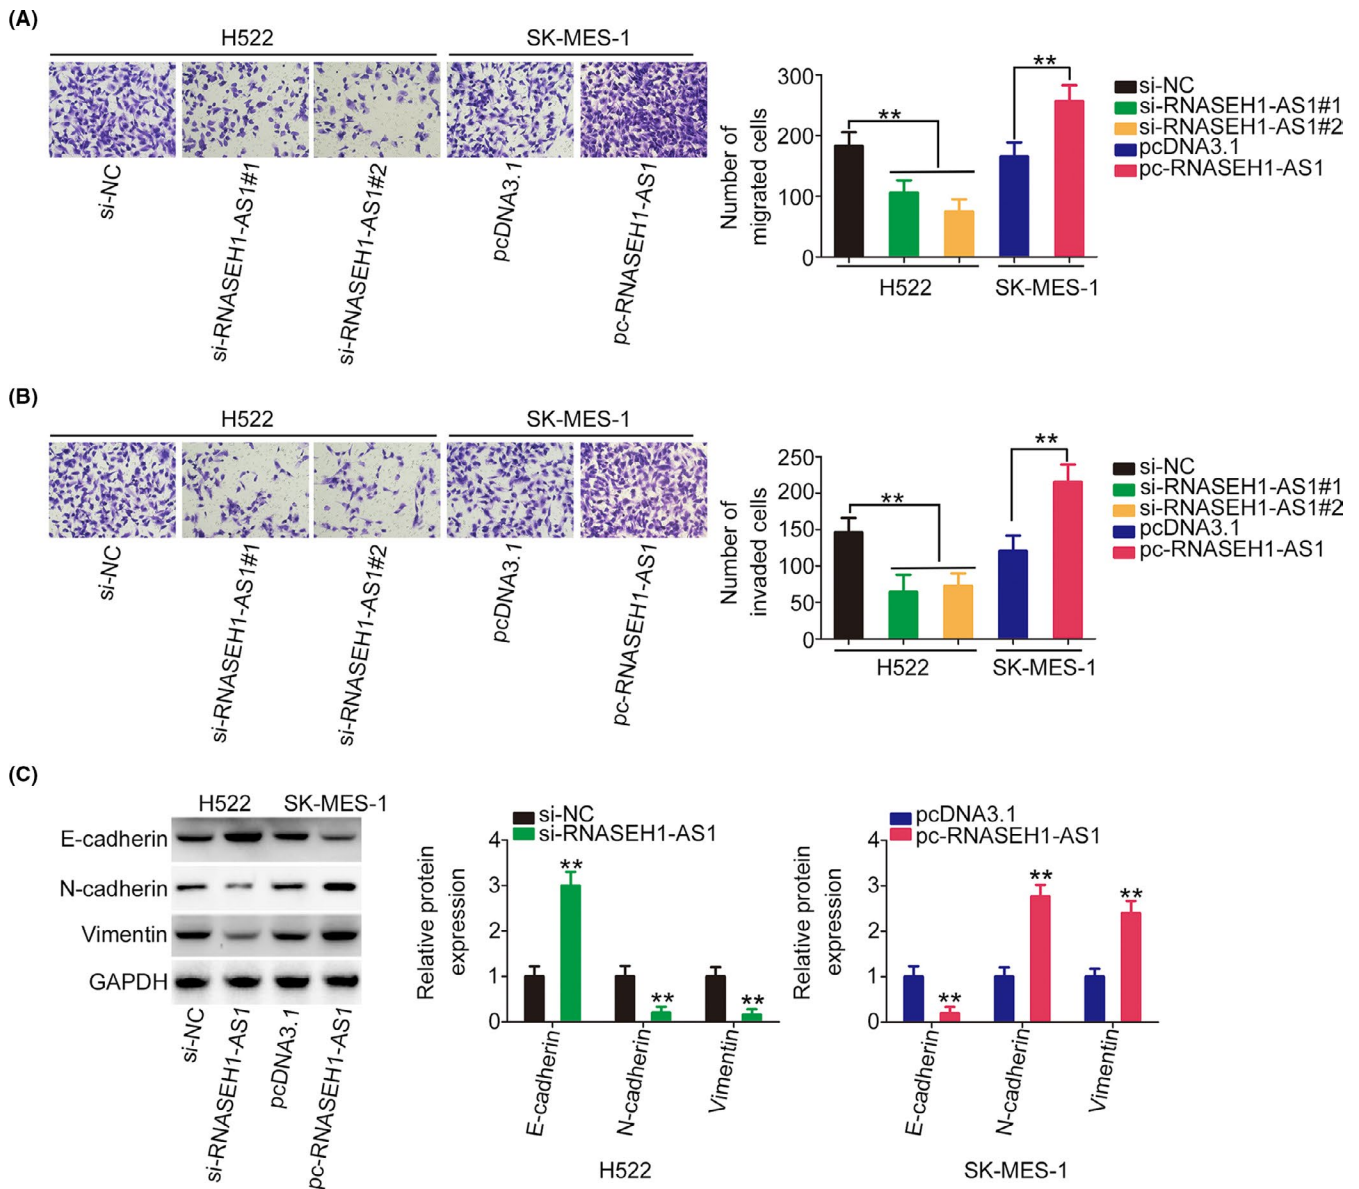 (A)
H522
SK-MES-1
si-NC
si-RNASEH1-AS1#1
si-RNASEH1-AS1#2
pcDNA3.1
pc-RNASEH1-AS1
Number of
migrated cells
300
200
100
0
**
**
H522
SK-MES-1
si-NC
si-RNASEH1-AS1#1
si-RNASEH1-AS1#2
pcDNA3.1
pc-RNASEH1-AS1
(B)
H522
SK-MES-1
si-NC
si-RNASEH1-AS1#1
si-RNASEH1-AS1#2
pcDNA3.1
pc-RNASEH1-AS1
Number of
invaded cells
250
200
150
100
50
0
**
**
H522
SK-MES-1
si-NC
si-RNASEH1-AS1#1
si-RNASEH1-AS1#2
pcDNA3.1
pc-RNASEH1-AS1
(C)
H522
SK-MES-1
E-cadherin
N-cadherin
Vimentin
GAPDH
si-NC
si-RNASEH1-AS1
pcDNA3.1
pc-RNASEH1-AS1
si-NC
si-RNASEH1-AS1
Relative protein
expression
4
3
2
1
0
**
**
**
E-cadherin
N-cadherin
Vimentin
H522
pcDNA3.1
pc-RNASEH1-AS1
Relative protein
expression
4
3
2
1
0
**
**
**
E-cadherin
N-cadherin
Vimentin
SK-MES-1